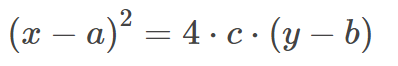 (x − a)² = 4 · c · (y − b)